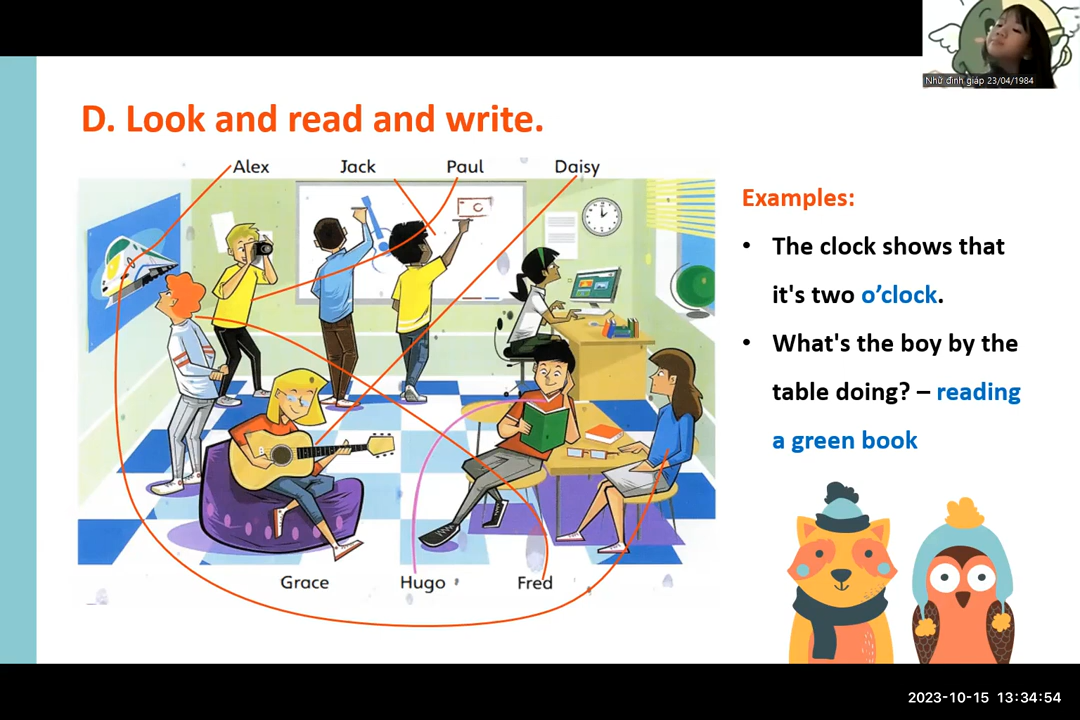 Nhữ đình giáp 23/04/1984
D. Look and read and write.
Alex Jack Paul Daisy
Examples:
• The clock shows that
it's two o’clock.
• What's the boy by the
table doing? – reading
a green book
Grace Hugo Fred
2023-10-15 13:34:54